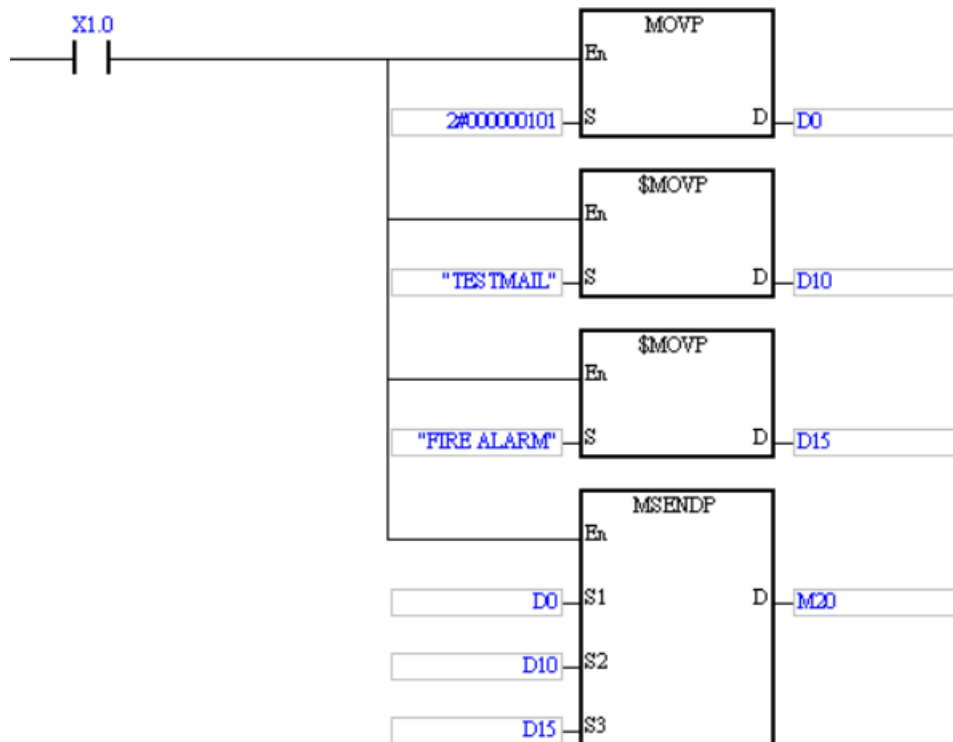 X1.0
MOVP
En
2#000000101 S D D0
$MOVP
En
"TESTMAIL" S D D10
$MOVP
En
"FIRE ALARM" S D D15
MSENDP
En
D0 S1 D M20
D10 S2
D15 S3